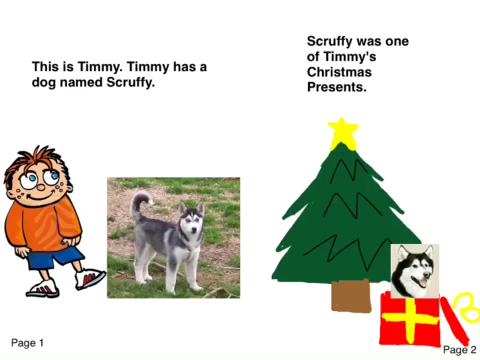 This is Timmy. Timmy has a
dog named Scruffy.
Page 1
Scruffy was one
of Timmy's
Christmas
Presents.
Page 2